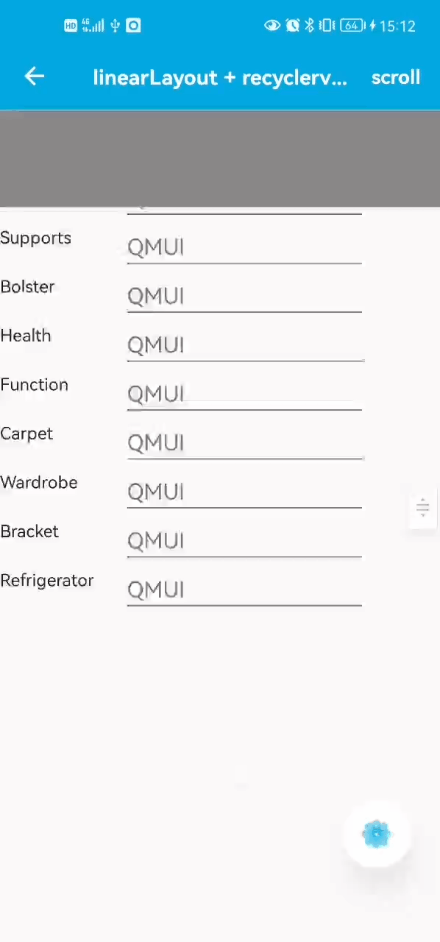 HD 4G 64 15:12
linearLayout + recyclerv... scroll
Supports QMUI
Bolster QMUI
Health QMUI
Function QMUI
Carpet QMUI
Wardrobe QMUI
Bracket QMUI
Refrigerator QMUI